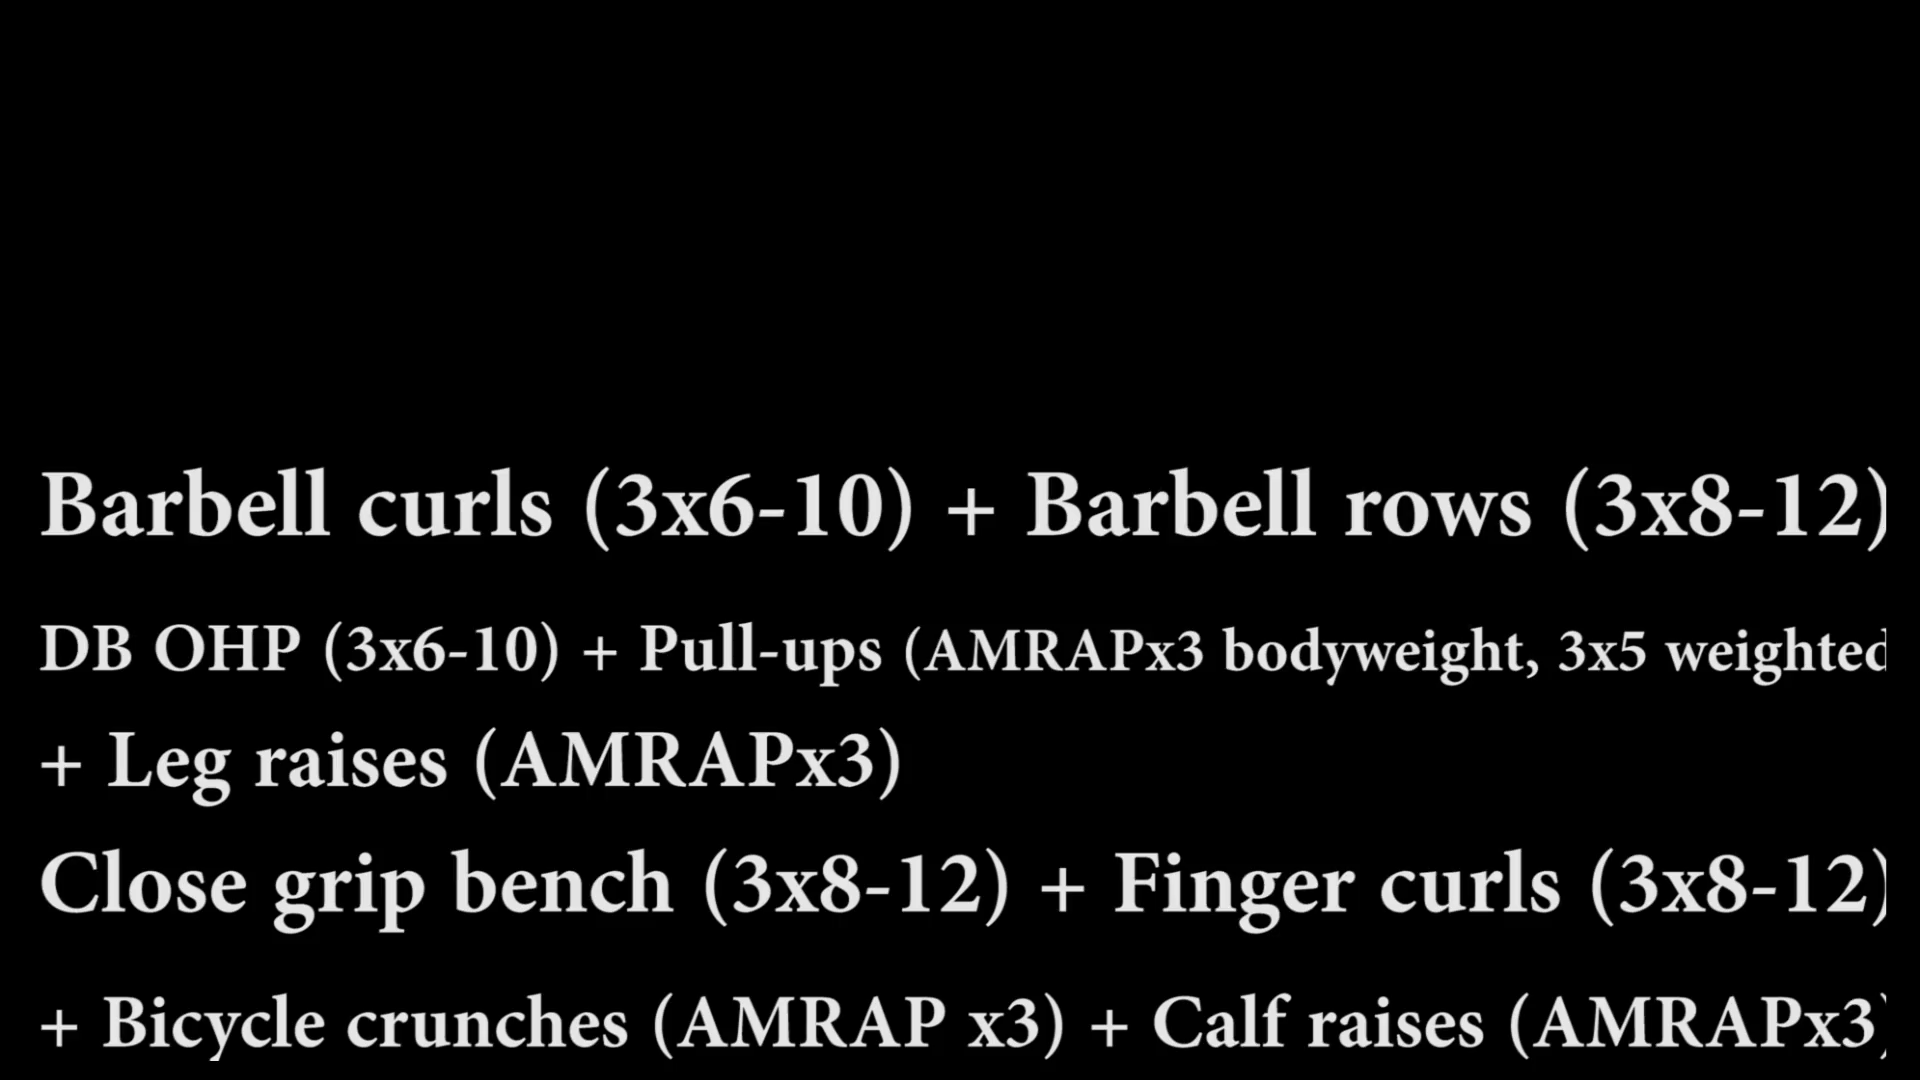 Barbell curls (3x6-10) + Barbell rows (3x8-12)
DB OHP (3x6-10) + Pull-ups (AMRAPx3 bodyweight, 3x5 weighted
+ Leg raises (AMRAPx3)
Close grip bench (3x8-12) + Finger curls (3x8-12)
+ Bicycle crunches (AMRAP x3) + Calf raises (AMRAPx3)